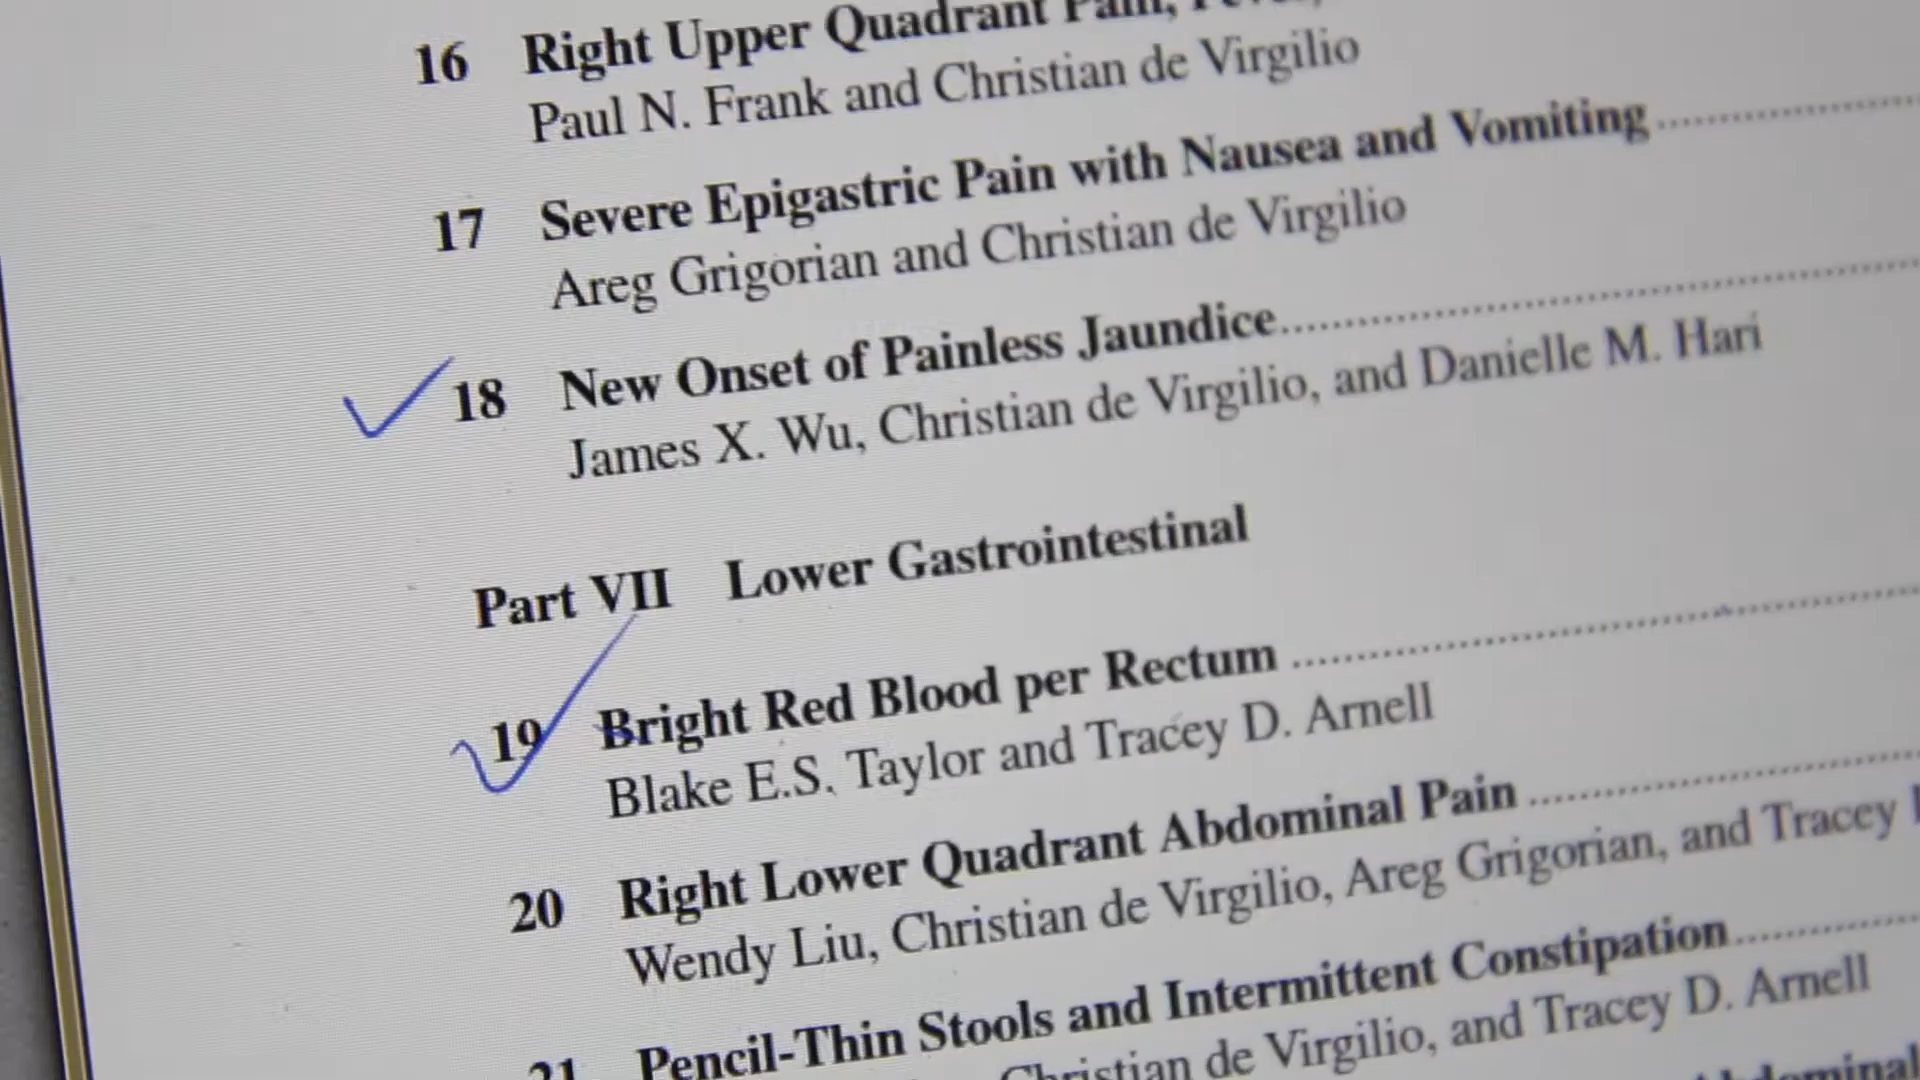 16 Right Upper Quadrant Pain,
Paul N. Frank and Christian de Virgilio
17 Severe Epigastric Pain with Nausea and Vomiting
Areg Grigorian and Christian de Virgilio
18 New Onset of Painless Jaundice
James X. Wu, Christian de Virgilio, and Danielle M. Hari
Part VII Lower Gastrointestinal
19 Bright Red Blood per Rectum
Blake E.S. Taylor and Tracey D. Arnell
20 Right Lower Quadrant Abdominal Pain
Wendy Liu, Christian de Virgilio, Areg Grigorian, and Tracey
21 Pencil-Thin Stools and Intermittent Constipation
Christian de Virgilio, and Tracey D. Arnell